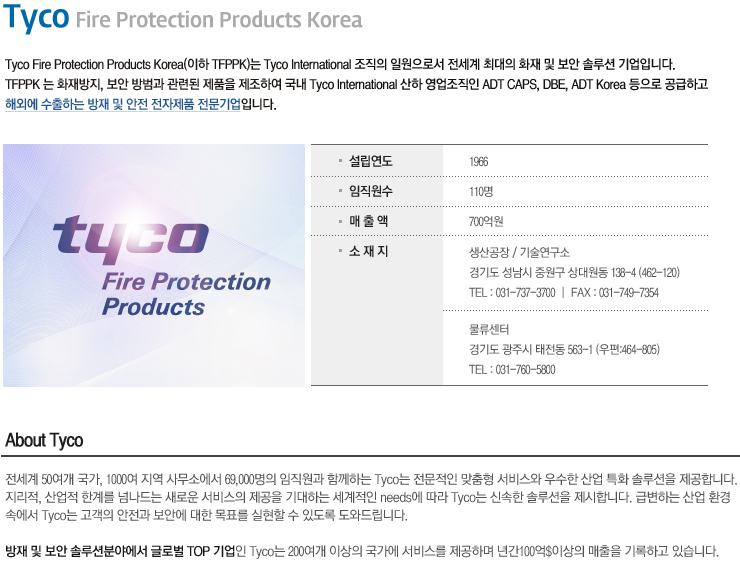 Tyco Fire Protection Products Korea
Tyco Fire Protection Products Korea(이하 TFPPK)는 Tyco International 조직의 일원으로서 전세계 최대의 화재 및 보안 솔루션 기업입니다.
TFPPK 는 화재방지, 보안 방범과 관련된 제품을 제조하여 국내 Tyco International 산하 영업조직인 ADT CAPS, DBE, ADT Korea 등으로 공급하고
해외에 수출하는 방재 및 안전 전자제품 전문기업입니다.
tyco
Fire Protection
Products
설립연도 1966
임직원수 110명
매 출 액 700억원
소 재 지 생산공장 / 기술연구소
경기도 성남시 중원구 상대원동 138-4 (462-120)
TEL : 031-737-3700 | FAX : 031-749-7354
물류센터
경기도 광주시 태전동 563-1 (우편:464-805)
TEL : 031-760-5800
About Tyco
전세계 50여개 국가, 1000여 지역 사무소에서 69,000명의 임직원과 함께하는 Tyco는 전문적인 맞춤형 서비스와 우수한 산업 특화 솔루션을 제공합니다.
지리적, 산업적 한계를 넘나드는 새로운 서비스의 제공을 기대하는 세계적인 needs에 따라 Tyco는 신속한 솔루션을 제시합니다. 급변하는 산업 환경
속에서 Tyco는 고객의 안전과 보안에 대한 목표를 실현할 수 있도록 도와드립니다.
방재 및 보안 솔루션분야에서 글로벌 TOP 기업인 Tyco는 200여개 이상의 국가에 서비스를 제공하며 년간100억$이상의 매출을 기록하고 있습니다.